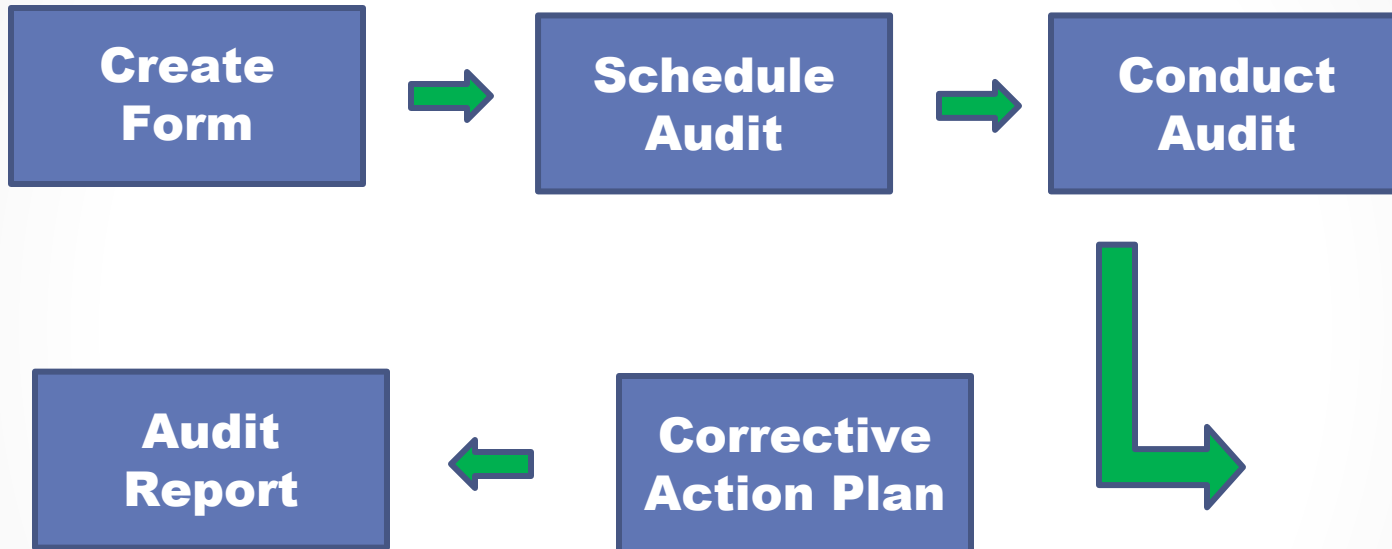 Create
Form
Schedule
Audit
Conduct
Audit
Audit
Report
Corrective
Action Plan